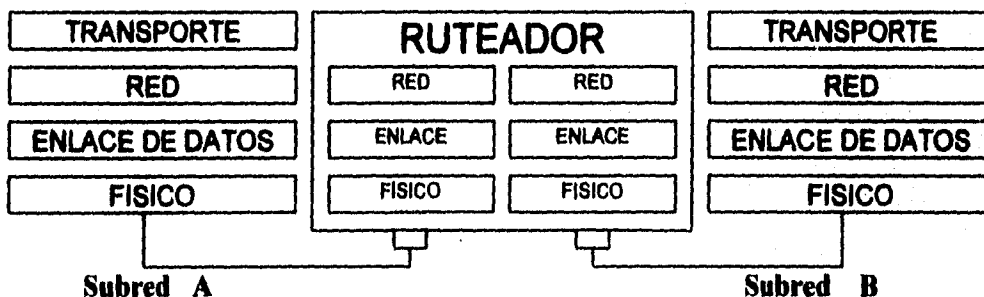 TRANSPORTE
RED
ENLACE DE DATOS
FISICO
Subred A
RUTEADOR
RED RED
ENLACE ENLACE
FISICO FISICO
TRANSPORTE
RED
ENLACE DE DATOS
FISICO
Subred B